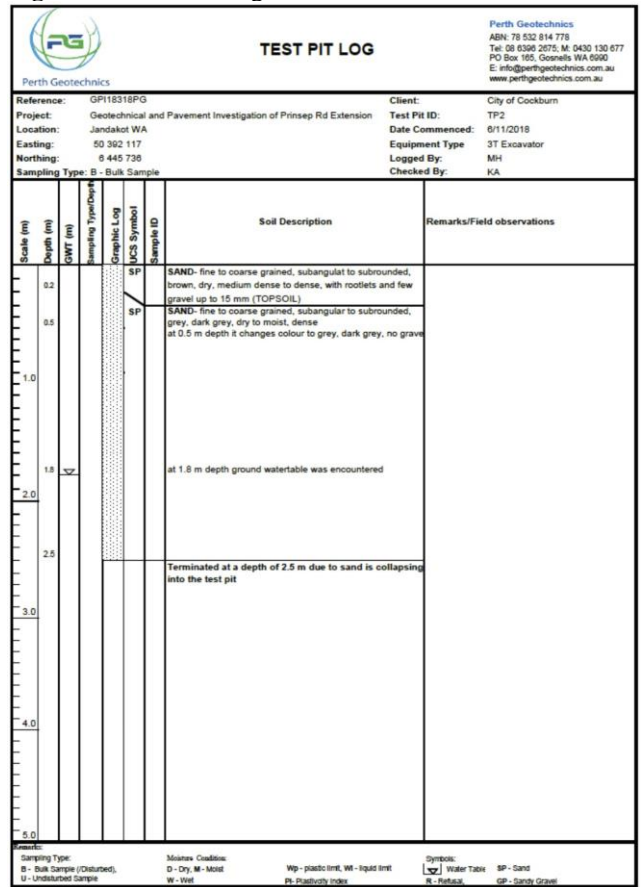 PG
Perth Geotechnics
TEST PIT LOG
Perth Geotechnics
ABN: 78 532 814 778
Tel: 08 6396 2675; M: 0430 130 677
PO Box 165, Gosnells WA 6990
E: info@perthgeotechnics.com.au
www.perthgeotechnics.com.au
Reference: GPI18318PG Client: City of Cockburn
Project: Geotechnical and Pavement Investigation of Prinsep Rd Extension Test Pit ID: TP2
Location: Jandakot WA Date Commenced: 6/11/2018
Easting: 50 392 117 Equipment Type 3T Excavator
Northing: 6 445 736 Logged By: MH
Sampling Type: B - Bulk Sample Checked By: KA
Scale (m) Depth (m) GWT (m) Sampling Type/Depth Graphic Log UCS Symbol Sample ID Soil Description Remarks/Field observations
SP SAND- fine to coarse grained, subangulat to subrounded,
0.2 brown, dry, medium dense to dense, with rootlets and few
gravel up to 15 mm (TOPSOIL)
SP SAND- fine to coarse grained, subangular to subrounded,
0.5 grey, dark grey, dry to moist, dense
at 0.5 m depth it changes colour to grey, dark grey, no grave
1.0
1.8 at 1.8 m depth ground watertable was encountered
2.0
2.5
Terminated at a depth of 2.5 m due to sand is collapsing
into the test pit
3.0
4.0
5.0
Remarks:
Sampling Type: Moisture Condition: Symbols:
B - Bulk Sample (/Disturbed), D - Dry, M - Moist Wp - plastic limit, Wl - liquid limit Water Table SP - Sand
U - Undisturbed Sample W - Wet PI- Plastivcity Index R - Refusal, GP - Sandy Gravel